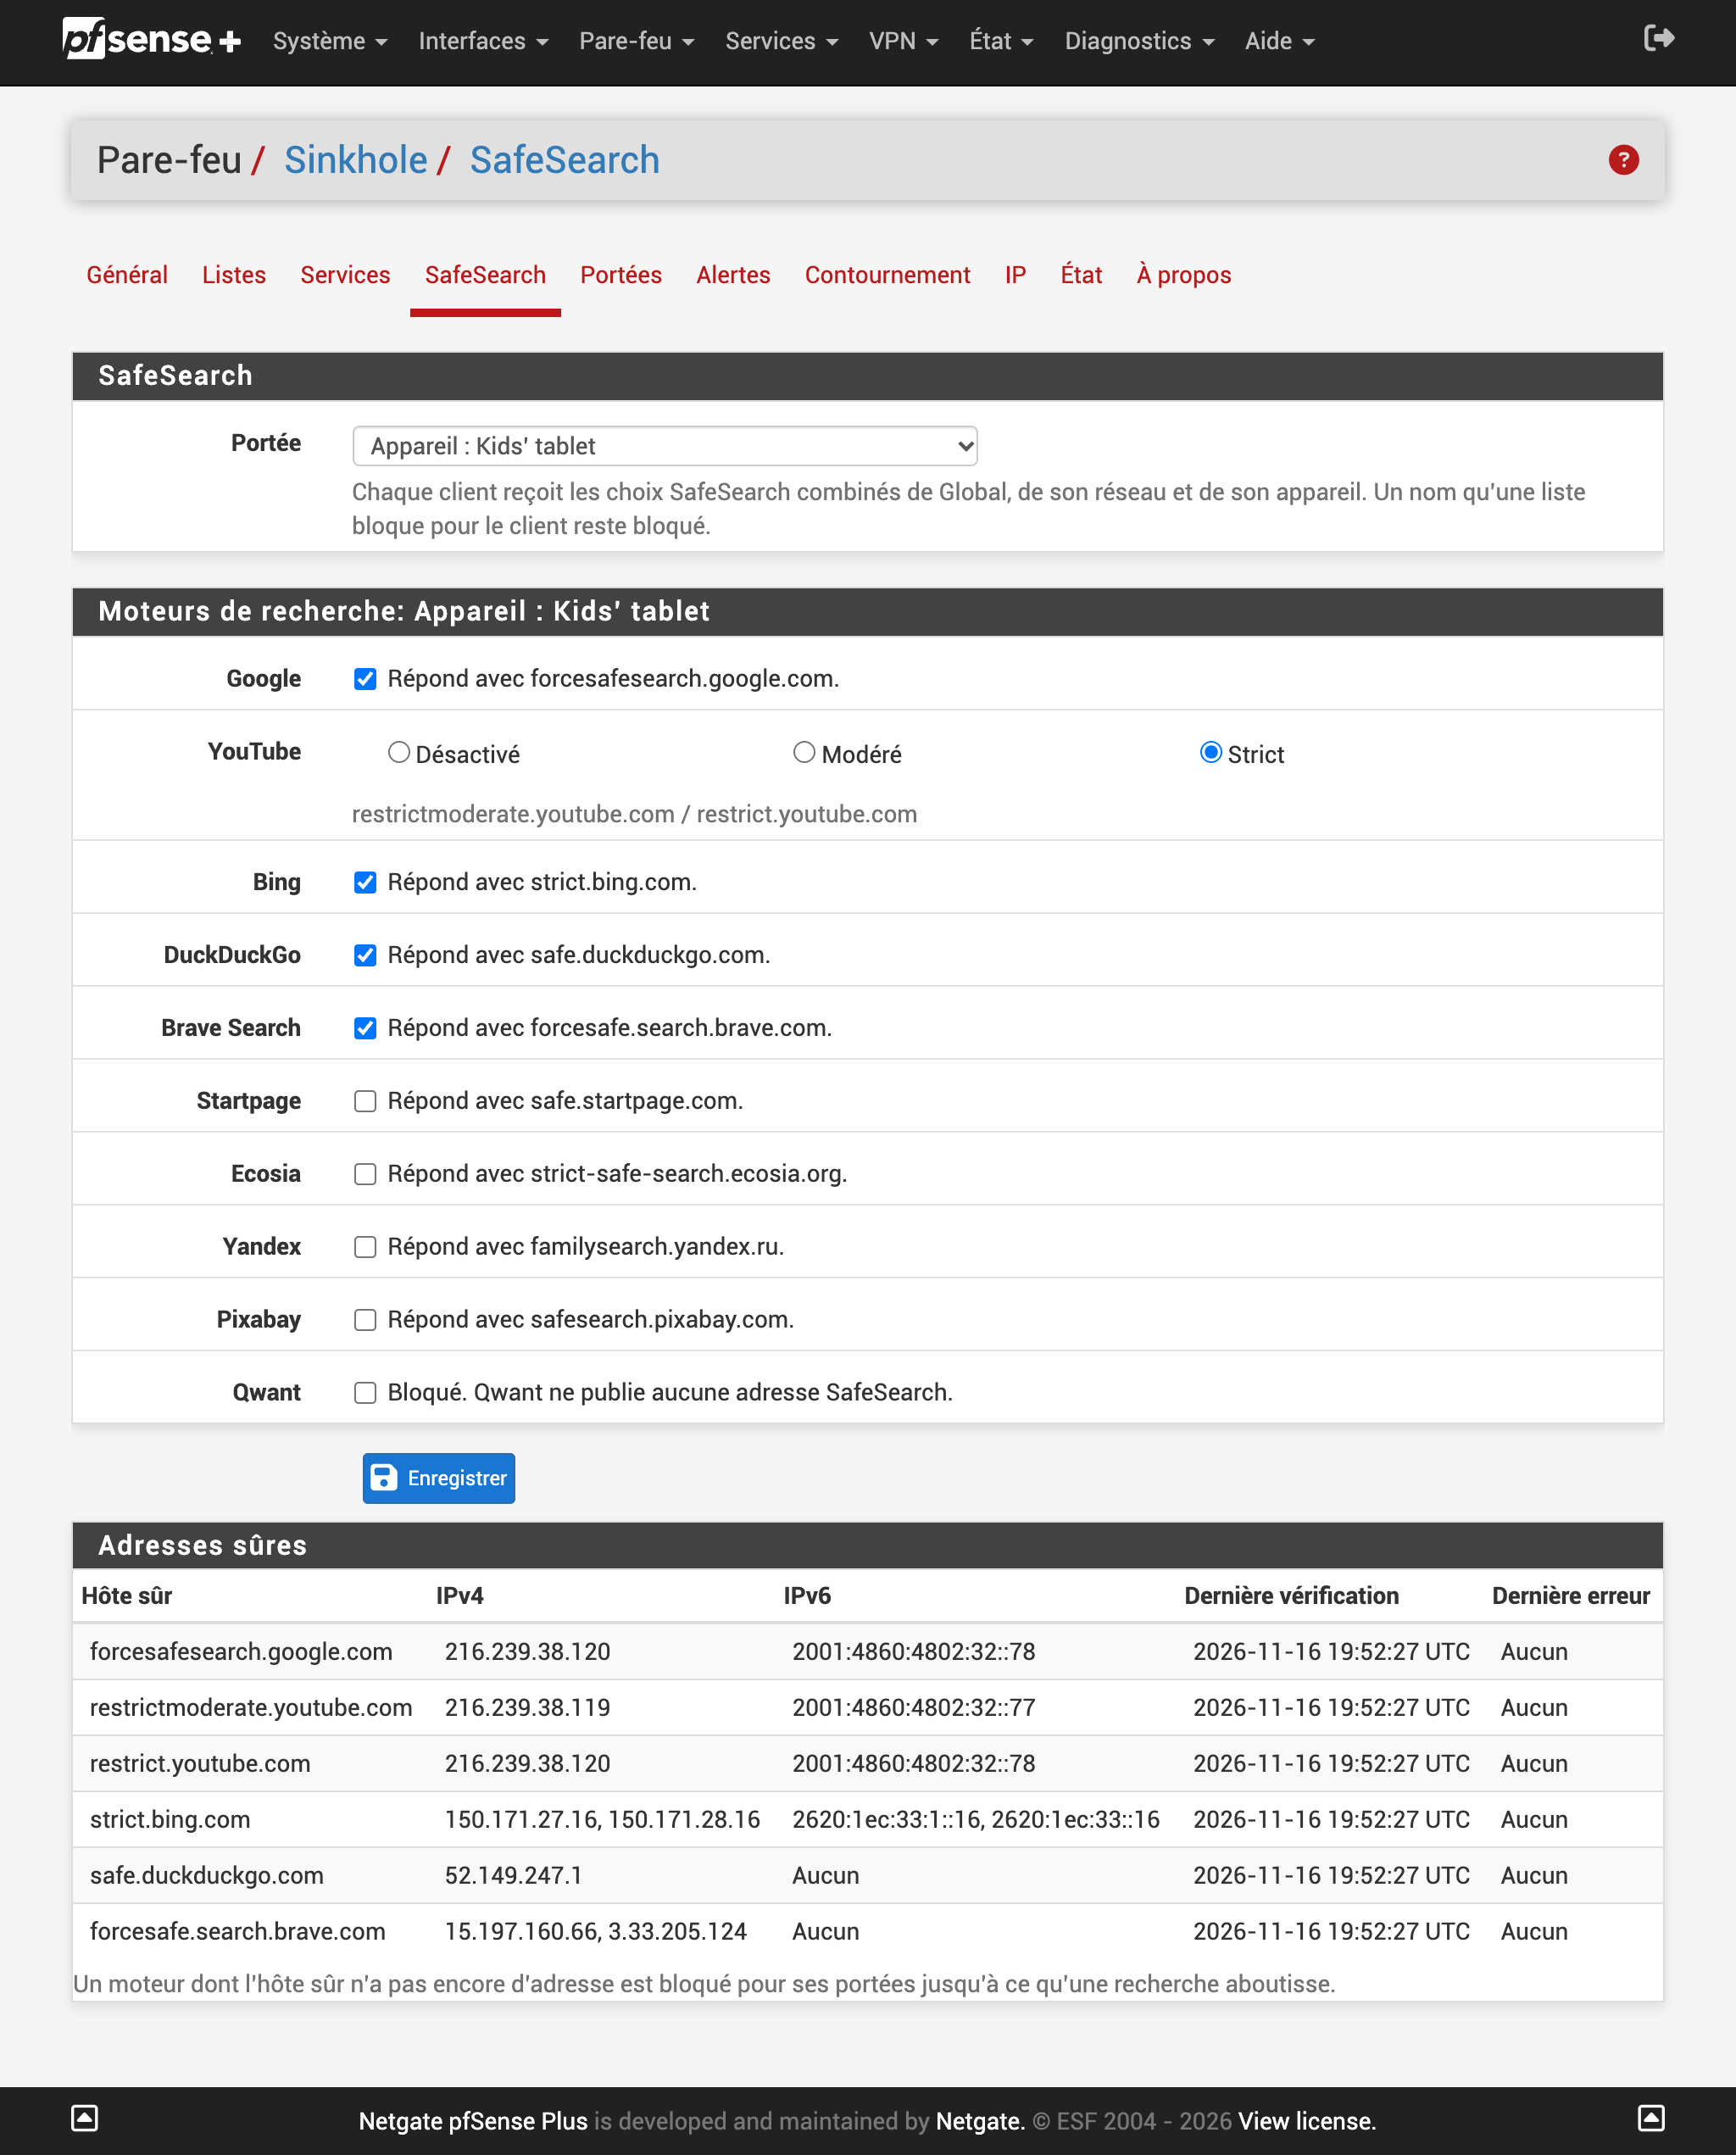 pfsense +
Système Interfaces Pare-feu Services VPN État Diagnostics Aide
Pare-feu / Sinkhole / SafeSearch
?
Général Listes Services SafeSearch Portées Alertes Contournement IP État À propos
SafeSearch
Portée Appareil : Kids' tablet
Chaque client reçoit les choix SafeSearch combinés de Global, de son réseau et de son appareil. Un nom qu'une liste
bloque pour le client reste bloqué.
Moteurs de recherche: Appareil : Kids' tablet
Google Répond avec forcesafesearch.google.com.
YouTube Désactivé Modéré Strict
restrictmoderate.youtube.com / restrict.youtube.com
Bing Répond avec strict.bing.com.
DuckDuckGo Répond avec safe.duckduckgo.com.
Brave Search Répond avec forcesafe.search.brave.com.
Startpage Répond avec safe.startpage.com.
Ecosia Répond avec strict-safe-search.ecosia.org.
Yandex Répond avec familysearch.yandex.ru.
Pixabay Répond avec safesearch.pixabay.com.
Qwant Bloqué. Qwant ne publie aucune adresse SafeSearch.
Enregistrer
Adresses sûres
Hôte sûr IPv4 IPv6 Dernière vérification Dernière erreur
forcesafesearch.google.com 216.239.38.120 2001:4860:4802:32::78 2026-11-16 19:52:27 UTC Aucun
restrictmoderate.youtube.com 216.239.38.119 2001:4860:4802:32::77 2026-11-16 19:52:27 UTC Aucun
restrict.youtube.com 216.239.38.120 2001:4860:4802:32::78 2026-11-16 19:52:27 UTC Aucun
strict.bing.com 150.171.27.16, 150.171.28.16 2620:1ec:33:1::16, 2620:1ec:33::16 2026-11-16 19:52:27 UTC Aucun
safe.duckduckgo.com 52.149.247.1 Aucun 2026-11-16 19:52:27 UTC Aucun
forcesafe.search.brave.com 15.197.160.66, 3.33.205.124 Aucun 2026-11-16 19:52:27 UTC Aucun
Un moteur dont l'hôte sûr n'a pas encore d'adresse est bloqué pour ses portées jusqu'à ce qu'une recherche aboutisse.
Netgate pfSense Plus is developed and maintained by Netgate. © ESF 2004 - 2026 View license.